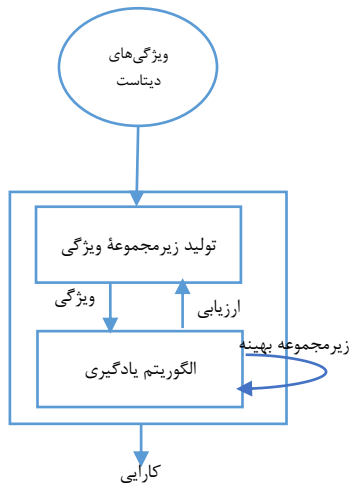 ویژگی‌های
دیتاست
تولید زیرمجموعهٔ ویژگی
ویژگی
ارزیابی
زیرمجموعه بهینه
الگوریتم یادگیری
کارایی